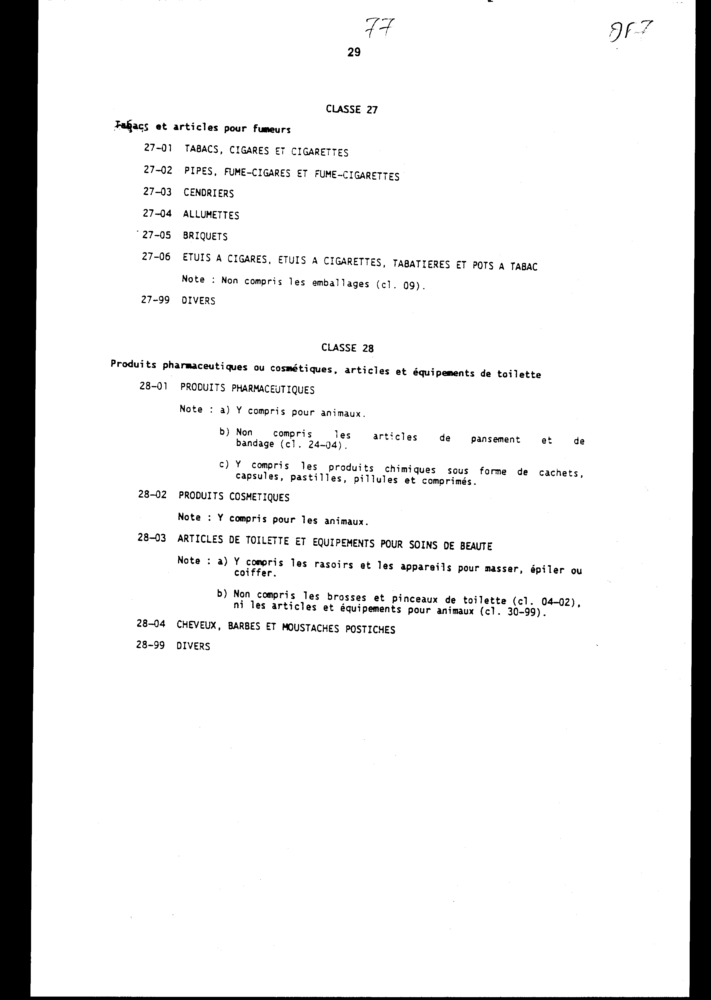 77
29
CLASSE 27
Tabacs et articles pour fumeurs
27-01 TABACS, CIGARES ET CIGARETTES
27-02 PIPES, FUME-CIGARES ET FUME-CIGARETTES
27-03 CENDRIERS
27-04 ALLUMETTES
27-05 BRIQUETS
27-06 ETUIS A CIGARES, ETUIS A CIGARETTES, TABATIERES ET POTS A TABAC
Note : Non compris les emballages (cl. 09).
27-99 DIVERS
CLASSE 28
Produits pharmaceutiques ou cosmétiques, articles et équipements de toilette
28-01 PRODUITS PHARMACEUTIQUES
Note : a) Y compris pour animaux.
b) Non compris les articles de pansement et de
bandage (cl. 24-04).
c) Y compris les produits chimiques sous forme de cachets,
capsules, pastilles, pillules et comprimés.
28-02 PRODUITS COSMETIQUES
Note : Y compris pour les animaux.
28-03 ARTICLES DE TOILETTE ET EQUIPEMENTS POUR SOINS DE BEAUTE
Note : a) Y compris les rasoirs et les appareils pour masser, épiler ou
coiffer.
b) Non compris les brosses et pinceaux de toilette (cl. 04-02),
ni les articles et équipements pour animaux (cl. 30-99).
28-04 CHEVEUX, BARBES ET MOUSTACHES POSTICHES
28-99 DIVERS